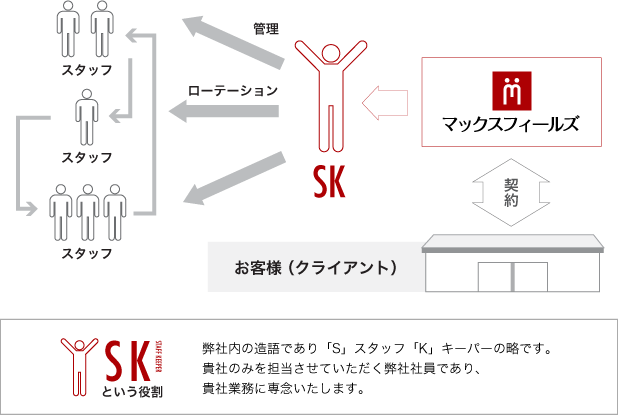 管理
スタッフ
ローテーション
スタッフ
スタッフ
SK
マックスフィールズ
契約
お客様（クライアント）
SK
STAFF KEEPER
という役割
弊社内の造語であり「S」スタッフ「K」キーパーの略です。
貴社のみを担当させていただく弊社社員であり、
貴社業務に専念いたします。